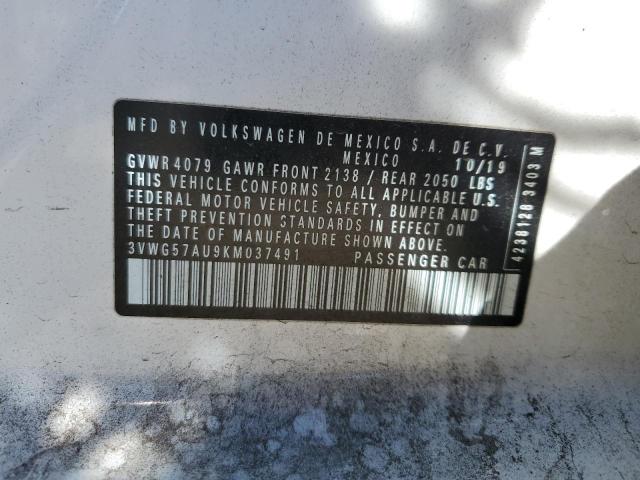 MFD BY VOLKSWAGEN DE MEXICO S.A. DE C.V.
MEXICO 10/19
GVWR 4079 GAWR FRONT 2138 / REAR 2050 LBS
THIS VEHICLE CONFORMS TO ALL APPLICABLE U.S.
FEDERAL MOTOR VEHICLE SAFETY, BUMPER AND
THEFT PREVENTION STANDARDS IN EFFECT ON
THE DATE OF MANUFACTURE SHOWN ABOVE
3VWG57AU9KM037491 PASSENGER CAR
4238128 3403 M